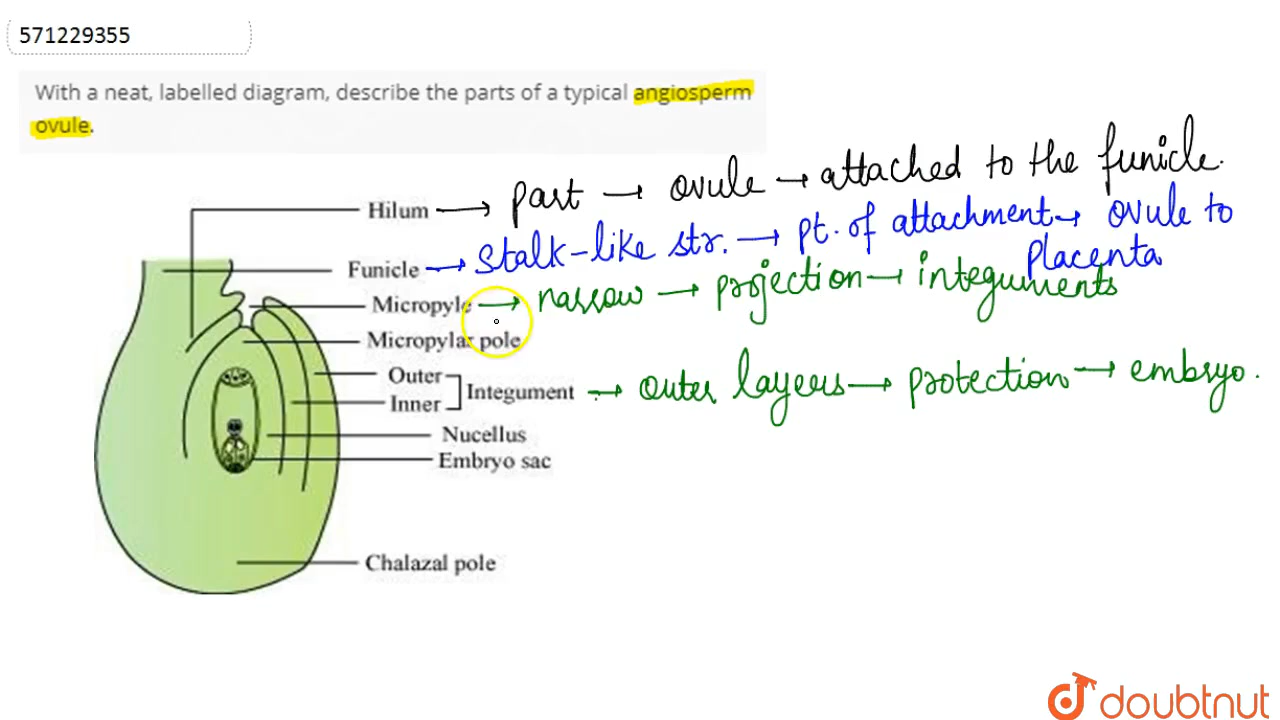 571229355
With a neat, labelled diagram, describe the parts of a typical angiosperm
ovule.
Hilum → part → ovule → attached to the funicle.
Funicle → stalk-like str. → pt. of attachment → ovule to
placenta
Micropyle → narrow → projection → integuments
Micropylar pole
Outer
Inner
Integument → outer layers → protection → embryo.
Nucellus
Embryo sac
Chalazal pole
doubtnut